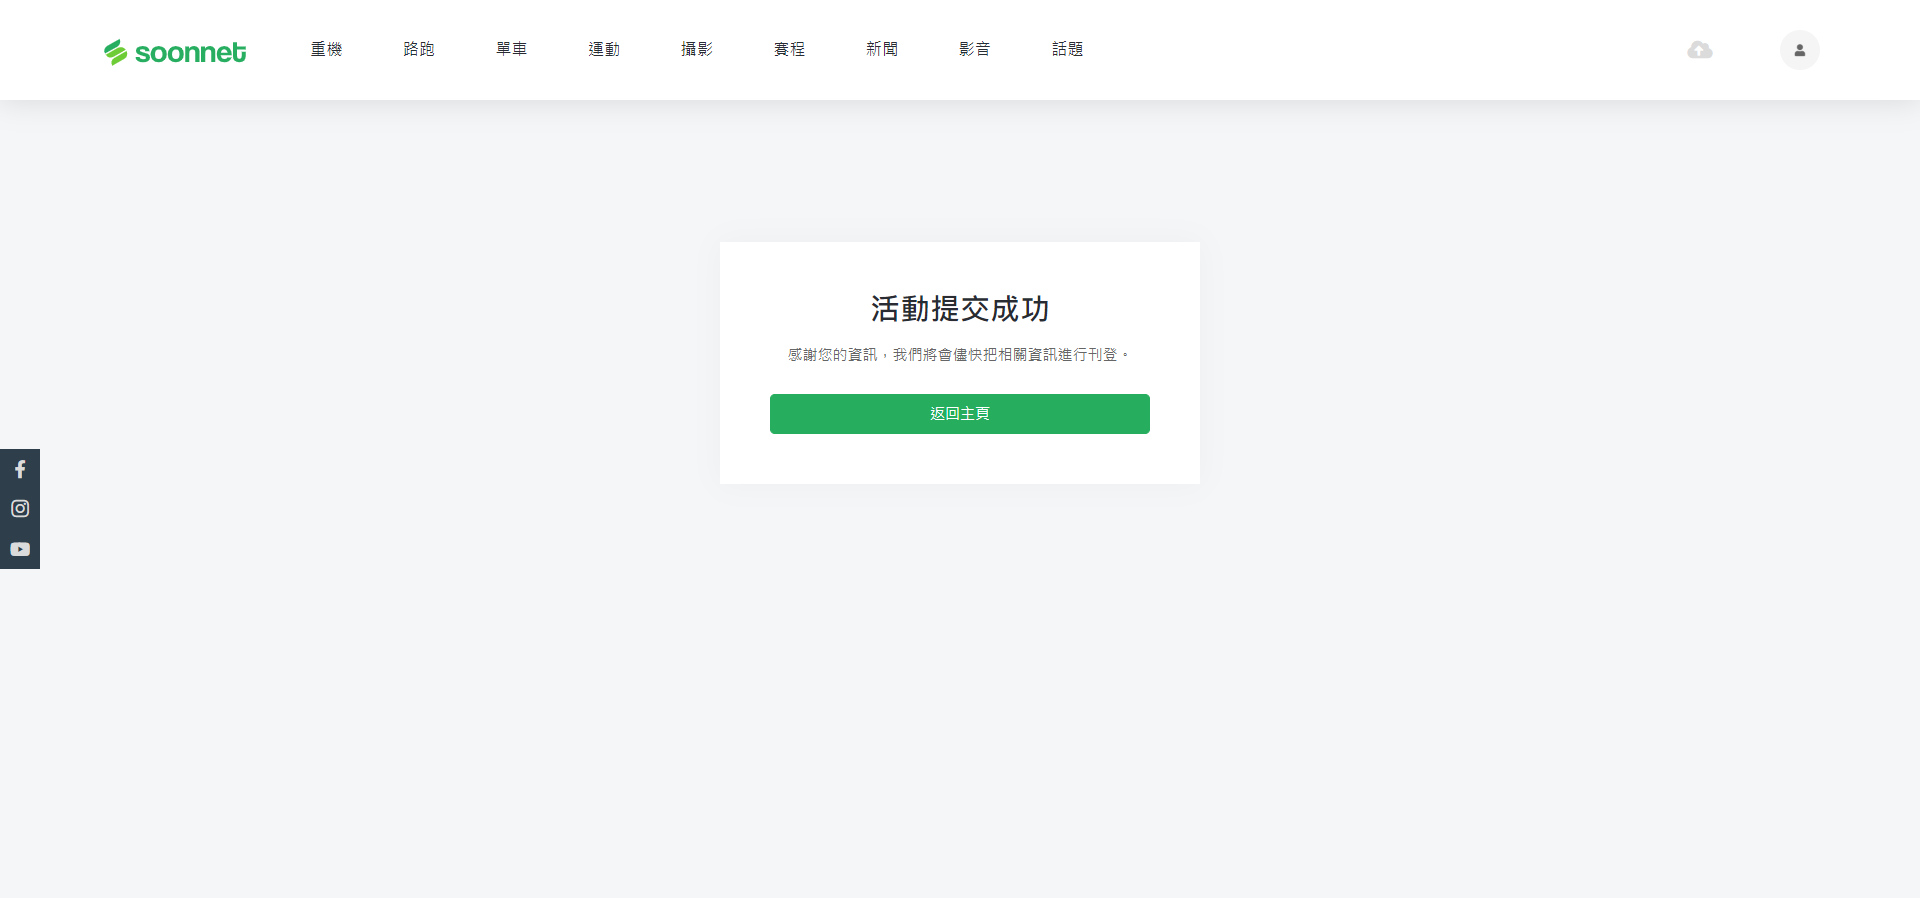 soonnet
重機
路跑
單車
運動
攝影
賽程
新聞
影音
話題
活動提交成功
感謝您的資訊，我們將會儘快把相關資訊進行刊登。
返回主頁